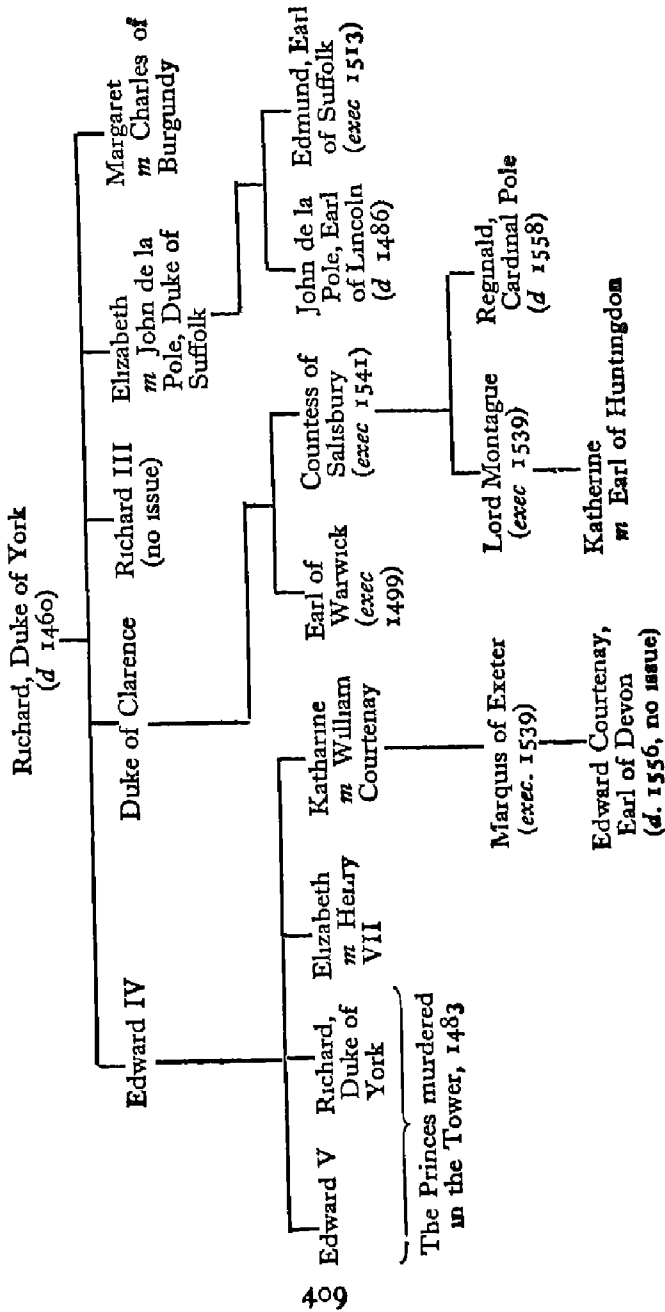 Richard, Duke of York
(d 1460)
Edward IV
Duke of Clarence
Richard III
(no issue)
Elizabeth
m John de la
Pole, Duke of
Suffolk
Margaret
m Charles of
Burgundy
Edward V
Richard,
Duke of
York
Elizabeth
m Henry
VII
Katharine
m William
Courtenay
Earl of
Warwick
(exec
1499)
Countess of
Salisbury
(exec 1541)
John de la
Pole, Earl
of Lincoln
(d 1486)
Edmund, Earl
of Suffolk
(exec 1513)
The Princes murdered
in the Tower, 1483
Marquis of Exeter
(exec. 1539)
Lord Montague
(exec 1539)
Reginald,
Cardinal Pole
(d 1558)
Edward Courtenay,
Earl of Devon
(d. 1556, no issue)
Katherine
m Earl of Huntingdon
409